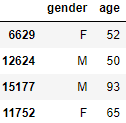 gender age
6629 F 52
12624 M 50
15177 M 93
11752 F 65